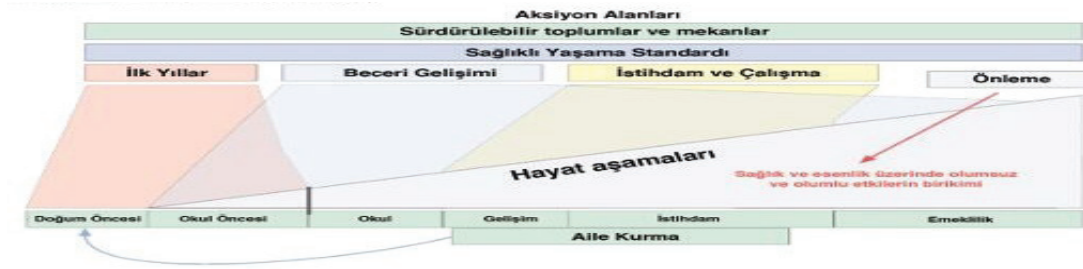 Aksiyon Alanları
Sürdürülebilir toplumlar ve mekanlar
Sağlıklı Yaşama Standardı
İlk Yıllar
Beceri Gelişimi
İstihdam ve Çalışma
Önleme
Hayat aşamaları
Sağlık ve esenlik üzerinde olumsuz
ve olumlu etkilerin birikimi
Doğum Öncesi
Okul Öncesi
Okul
Gelişim
İstihdam
Emeklilik
Aile Kurma